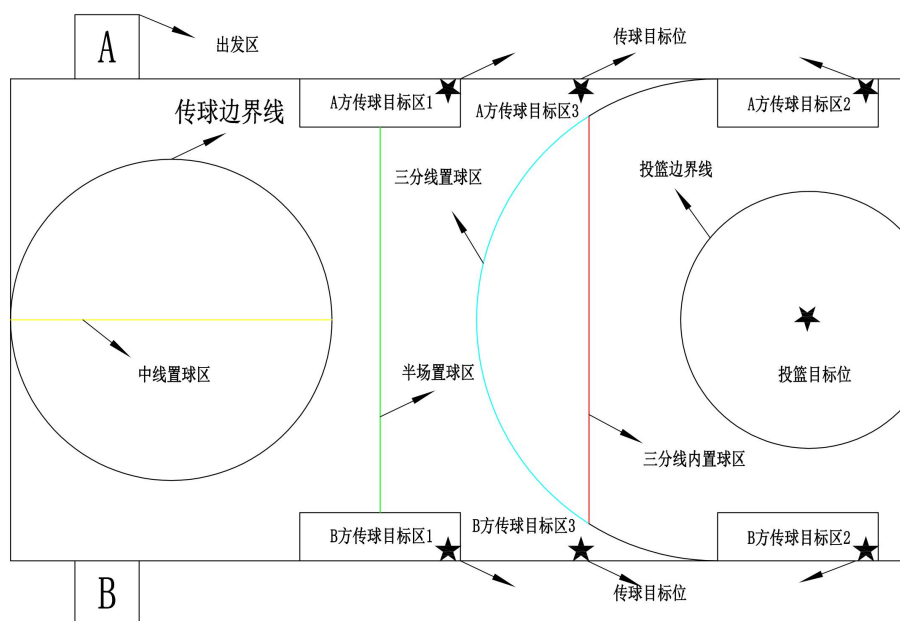 A
出发区
传球目标位
A方传球目标区1
A方传球目标区3
A方传球目标区2
传球边界线
三分线置球区
投篮边界线
中线置球区
半场置球区
投篮目标位
三分线内置球区
B方传球目标区1
B方传球目标区3
B方传球目标区2
B
传球目标位